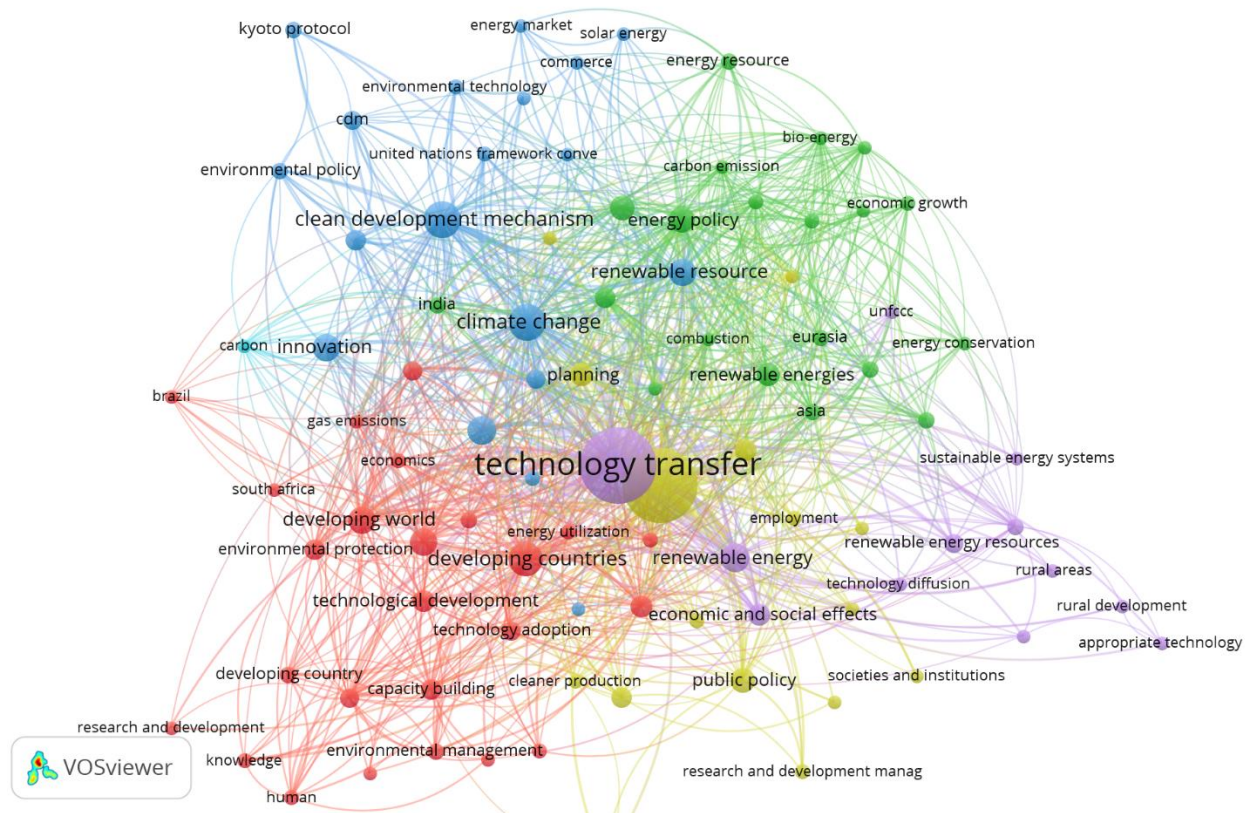 energy market
kyoto protocol
solar energy
commerce
energy resource
environmental technology
cdm
bio-energy
united nations framework conve
environmental policy
carbon emission
economic growth
clean development mechanism
energy policy
renewable resource
india
unfccc
climate change
combustion
eurasia
energy conservation
carbon
innovation
planning
renewable energies
brazil
asia
gas emissions
economics
technology transfer
sustainable energy systems
south africa
developing world
employment
energy utilization
renewable energy resources
environmental protection
developing countries
renewable energy
rural areas
technology diffusion
technological development
rural development
economic and social effects
technology adoption
appropriate technology
developing country
capacity building
cleaner production
public policy
societies and institutions
research and development
environmental management
knowledge
VOSviewer
research and development manag
human